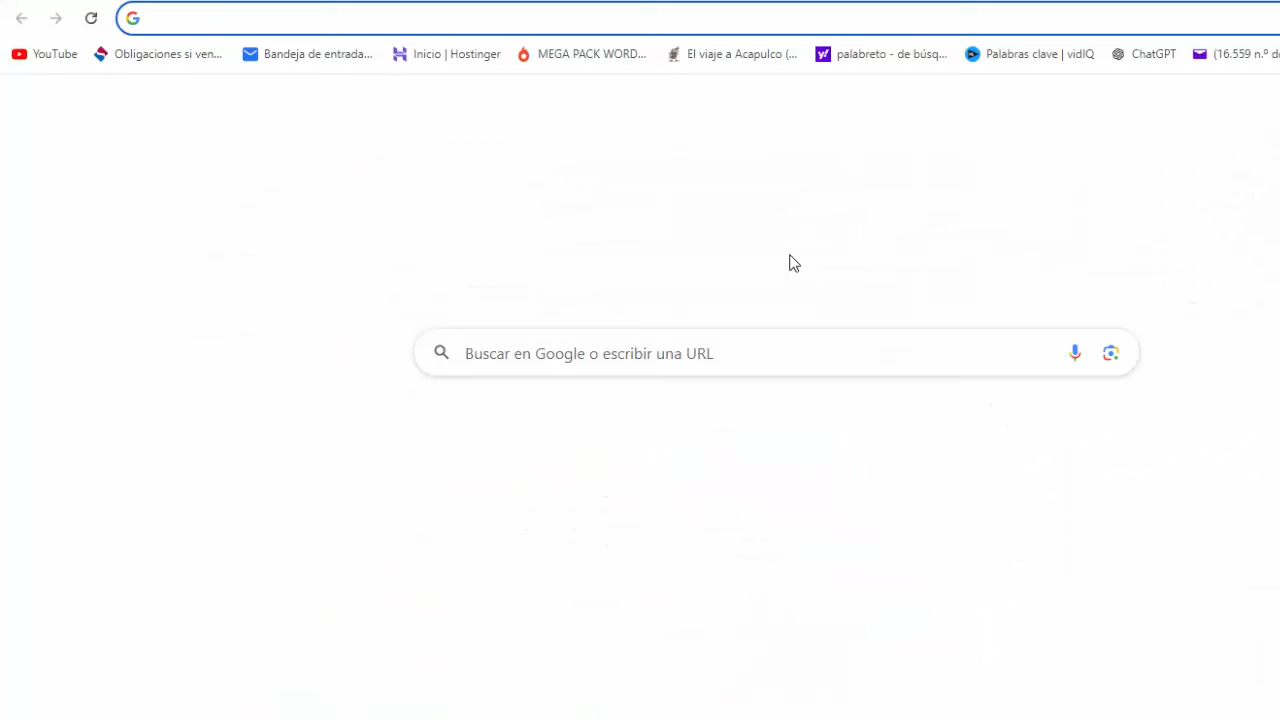 YouTube
Obligaciones si ven...
Bandeja de entrada...
Inicio | Hostinger
MEGA PACK WORD...
El viaje a Acapulco (...
palabreto - de búsq...
Palabras clave | vidIQ
ChatGPT
(16.559 n.º de
Buscar en Google o escribir una URL